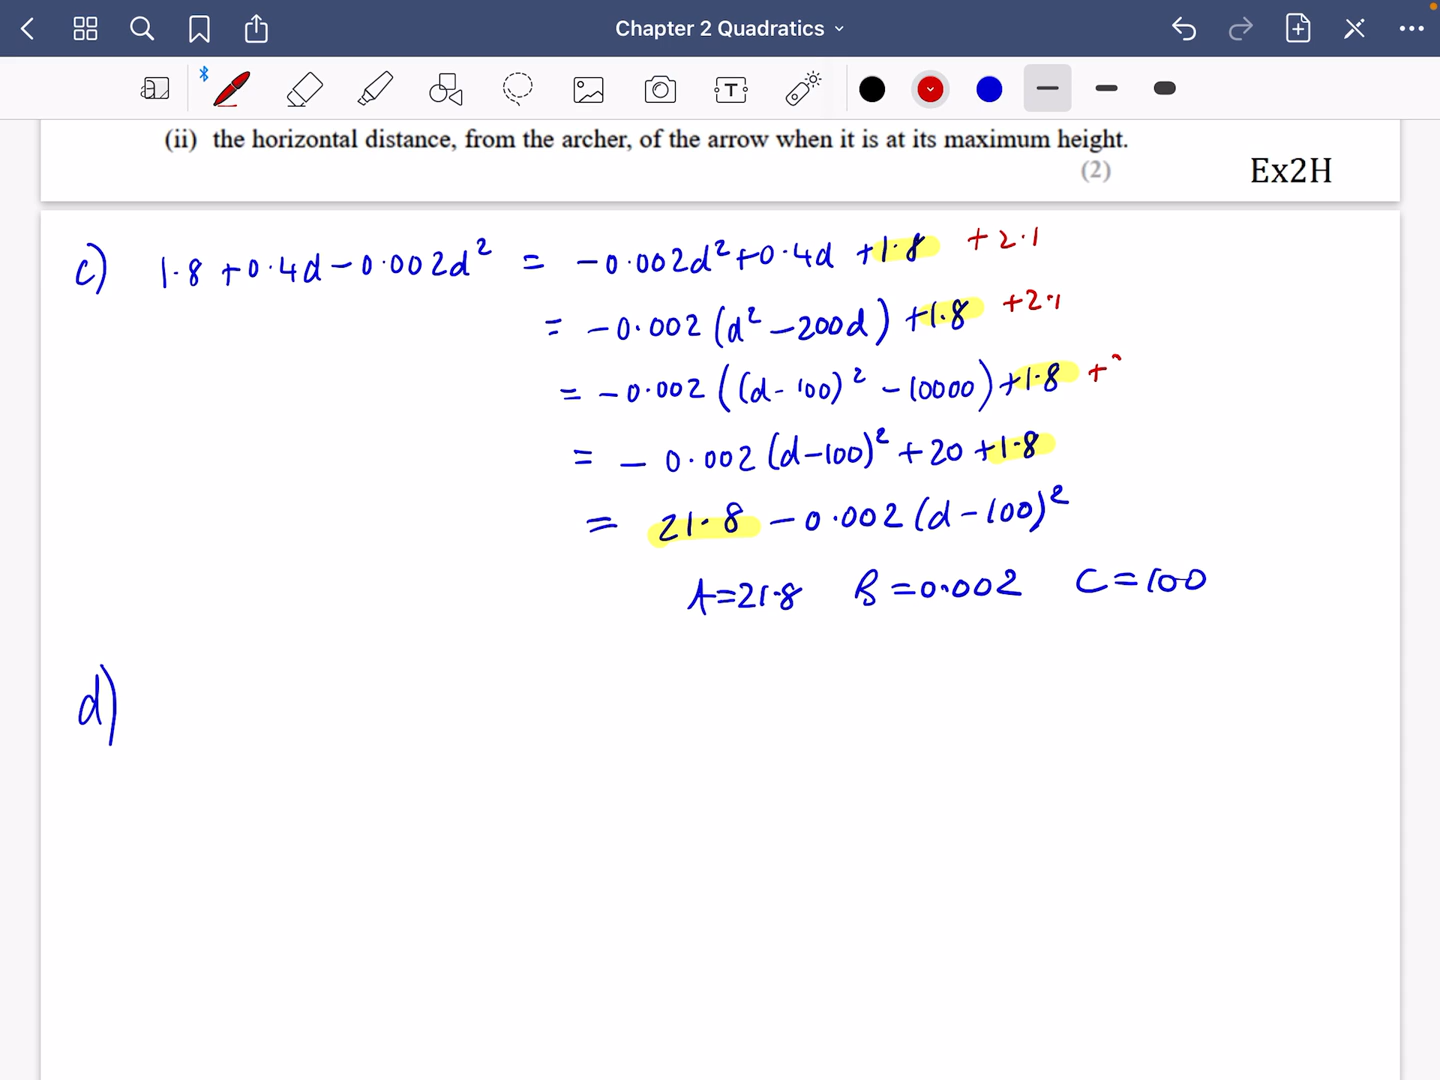 Chapter 2 Quadratics
T
(ii) the horizontal distance, from the archer, of the arrow when it is at its maximum height.
(2)
Ex2H
c) 1.8 + 0.4d - 0.002d² = -0.002d² + 0.4d + 1.8 + 2.1
= -0.002 (d² - 200d) + 1.8 + 2.1
= -0.002 ((d - 100)² - 10000) + 1.8 +
= - 0.002 (d - 100)² + 20 + 1.8
= 21.8 - 0.002 (d - 100)²
A = 21.8 B = 0.002 C = 100
d)